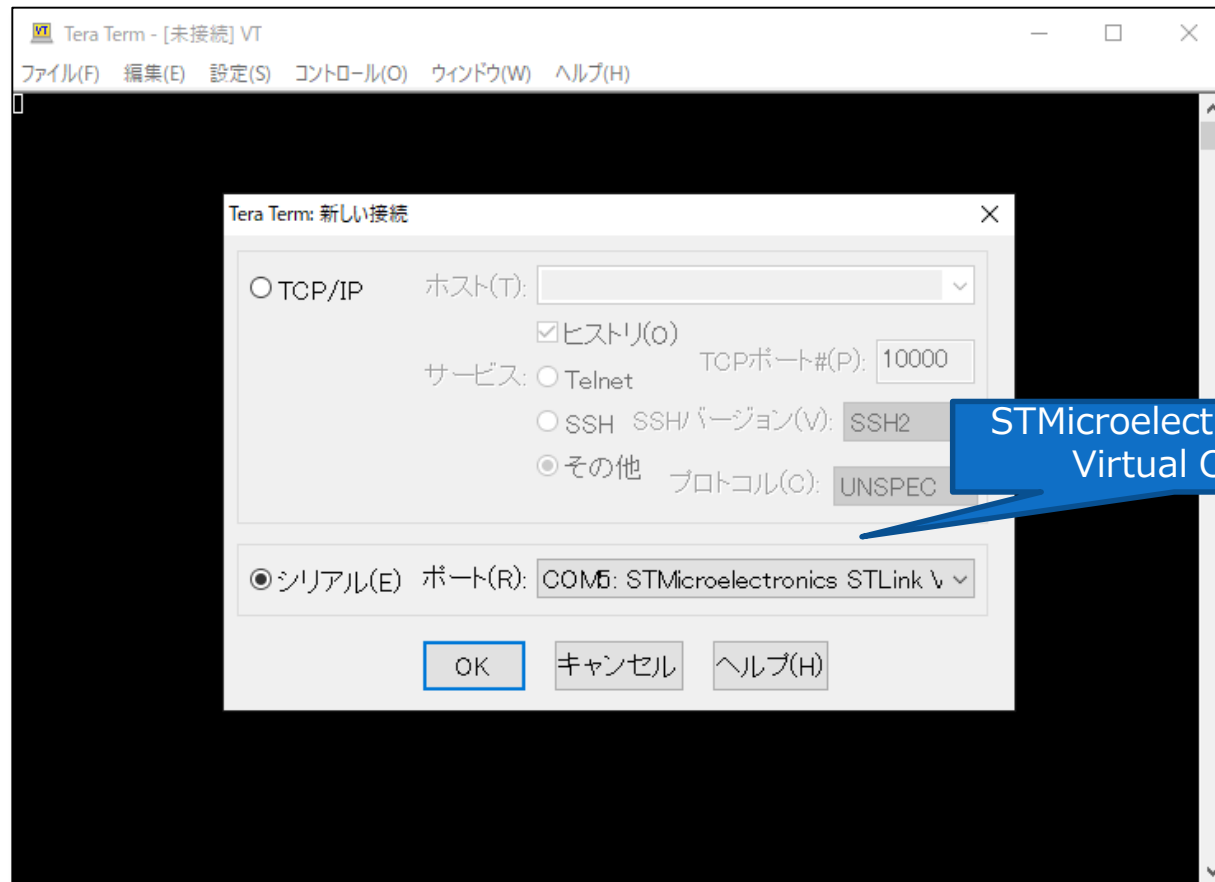 Tera Term - [未接続] VT
ファイル(F) 編集(E) 設定(S) コントロール(O) ウィンドウ(W) ヘルプ(H)
Tera Term: 新しい接続
TCP/IP ホスト(T):
ヒストリ(O)
サービス: Telnet TCPポート#(P): 10000
SSH SSHバージョン(V): SSH2
その他 プロトコル(C): UNSPEC
STMicroelect
Virtual
シリアル(E) ポート(R): COM5: STMicroelectronics STLink V
OK キャンセル ヘルプ(H)